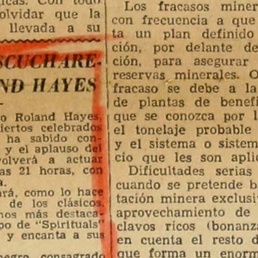 olvidar que la
llevada a su
SCUCHARE-
ND HAYES
o Roland Hayes,
iertos celebrados
ha sabido con-
y el aplauso del
volverá a actuar
as 21 horas, con
ará, como lo hace
de los clásicos
nos más destaca-
po de "Spirituals"
y encanta a sus
negro, consagrado
Los fracasos miner
con frecuencia a que
ta un plan definido
ción, por delante de
ción, para asegurar
reservas minerales. O
fracaso se debe a la
de plantas de benefi
que se conozca por l
el tonelaje probable
y el sistema o sistem
cio que les son aplic
Dificultades serias
cuando se pretende b
tación minera exclusi
aprovechamiento de
clavos ricos (bonanz
en cuenta el resto d
que forma un enorm